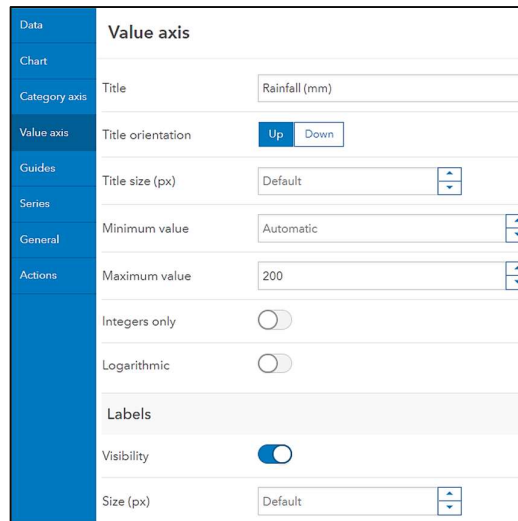 Data
Chart
Category axis
Value axis
Guides
Series
General
Actions
Value axis
Title
Rainfall (mm)
Title orientation
Up Down
Title size (px)
Default
Minimum value
Automatic
Maximum value
200
Integers only
Logarithmic
Labels
Visibility
Size (px)
Default